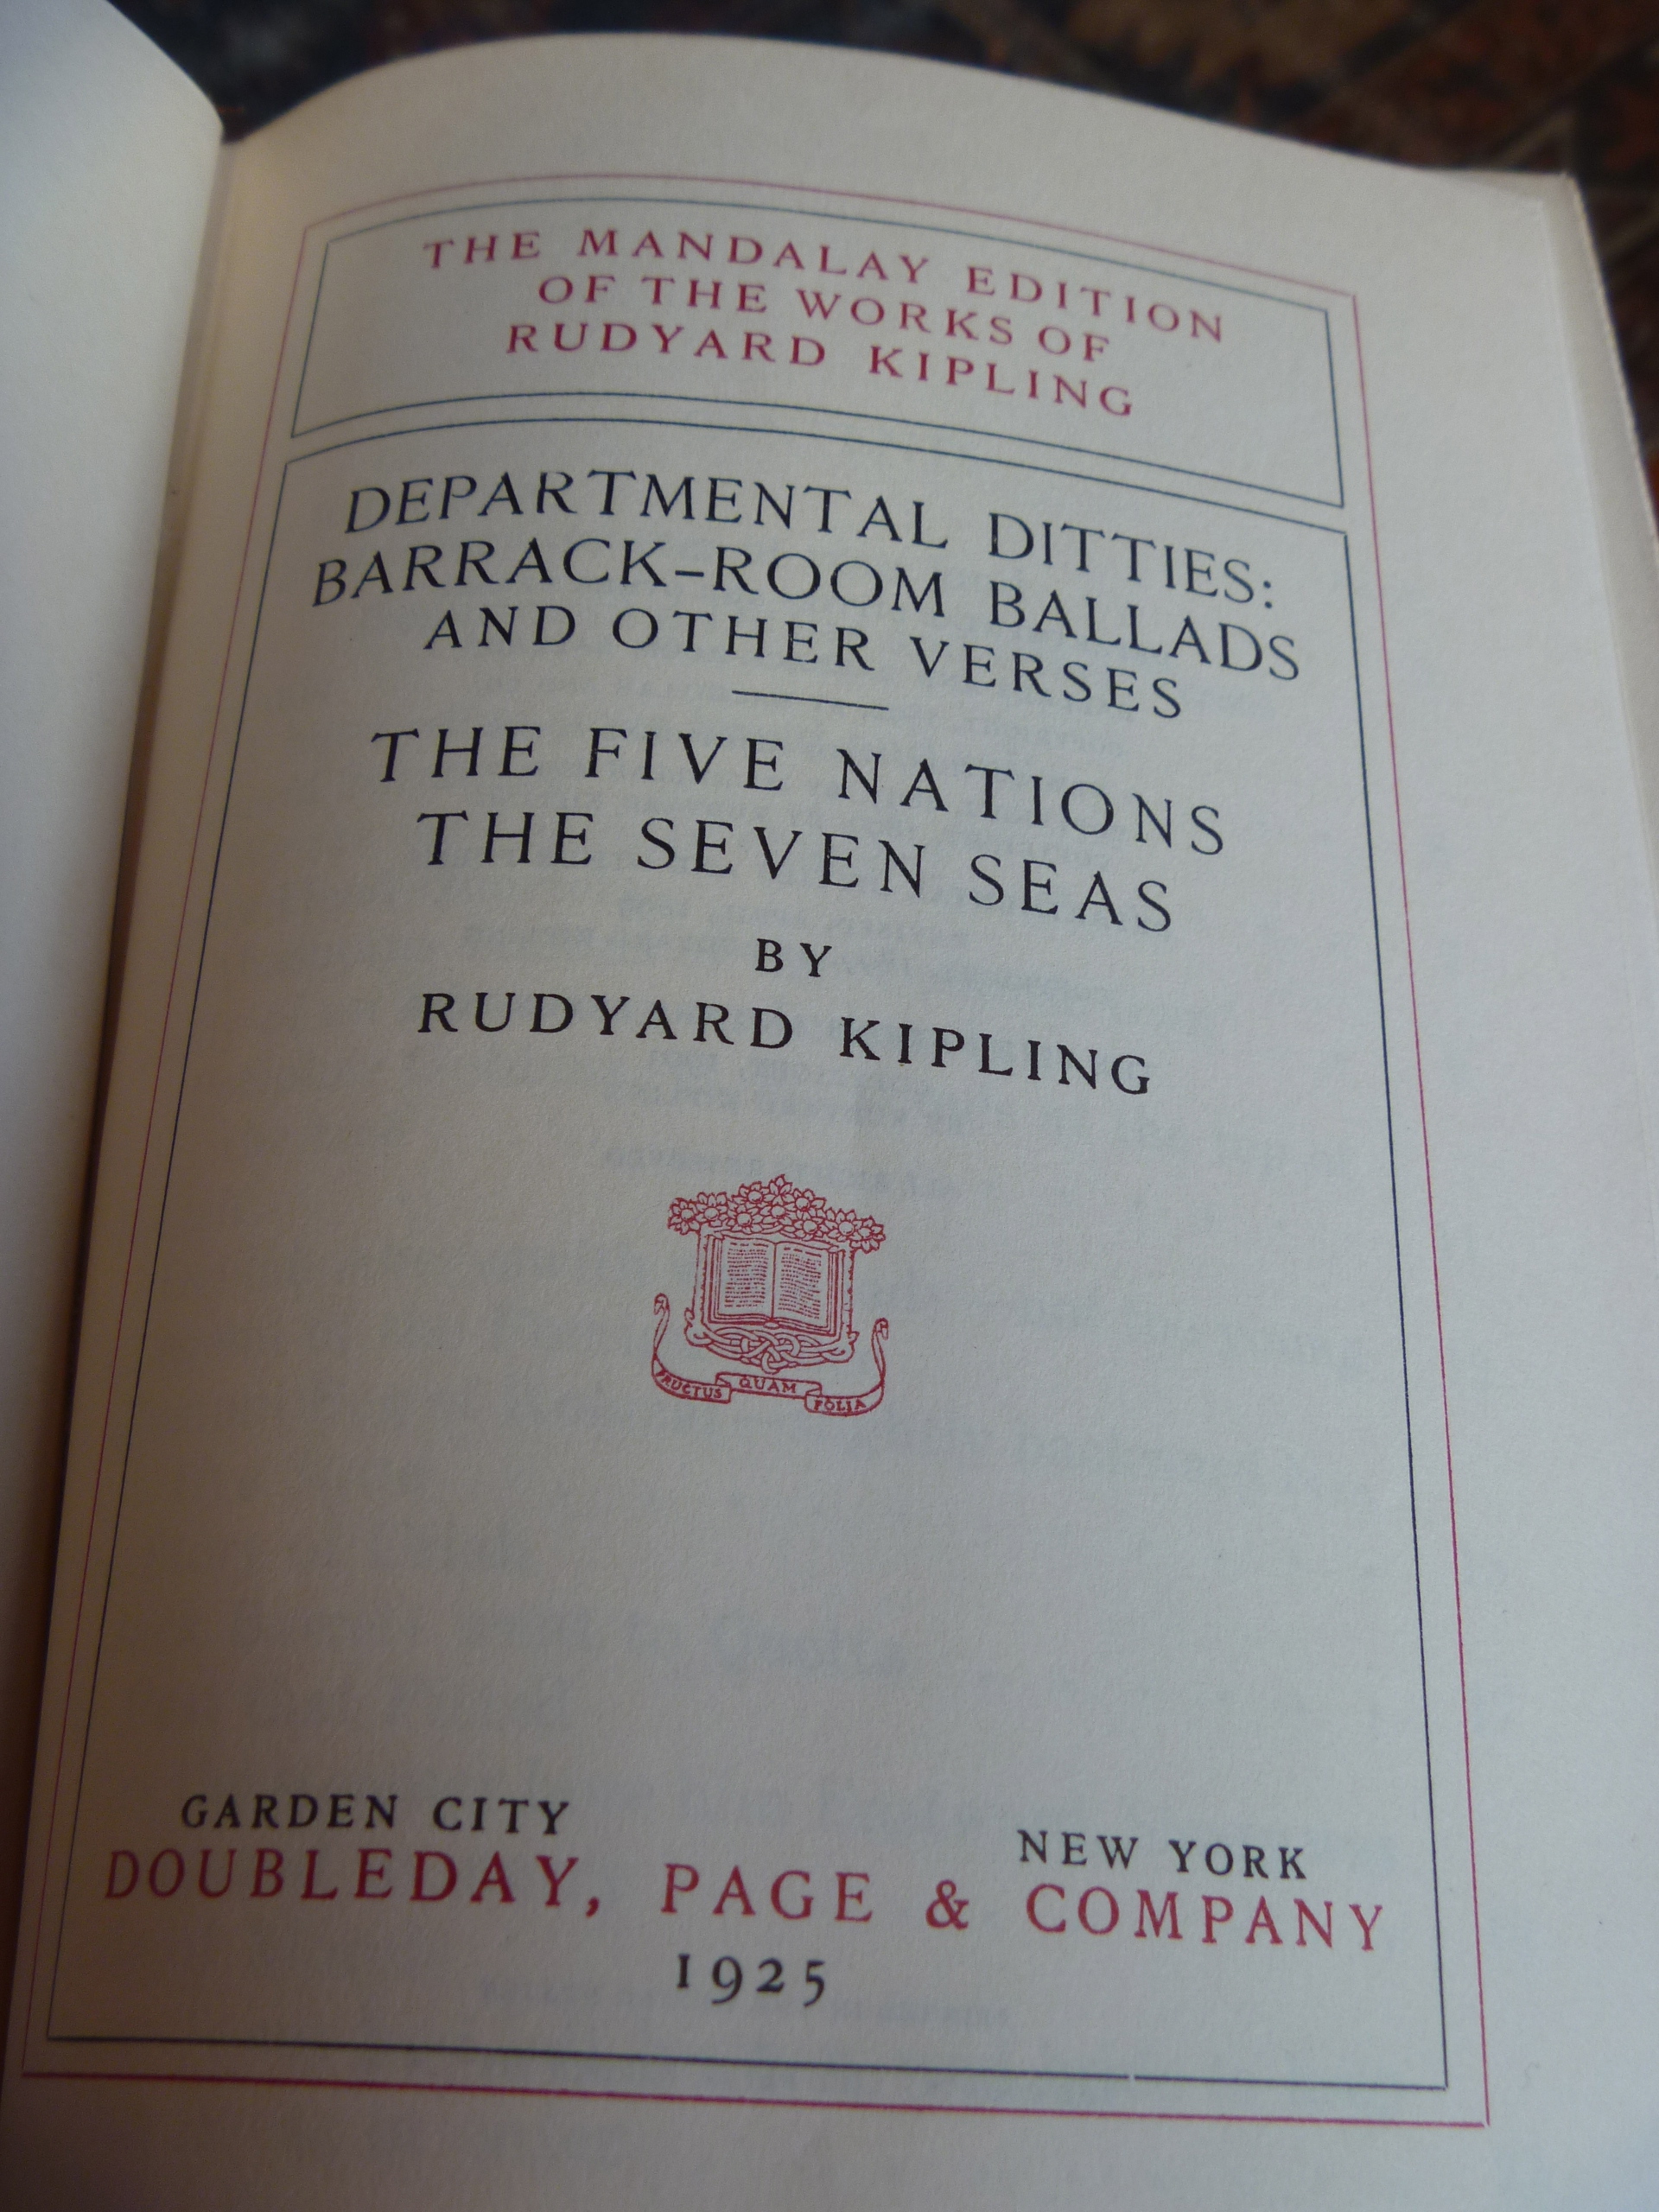 THE MANDALAY EDITION
OF THE WORKS OF
RUDYARD KIPLING
DEPARTMENTAL DITTIES:
BARRACK-ROOM BALLADS
AND OTHER VERSES
THE FIVE NATIONS
THE SEVEN SEAS
BY
RUDYARD KIPLING
FRUCTUS QUAM FOLIA
GARDEN CITY NEW YORK
DOUBLEDAY, PAGE & COMPANY
1925